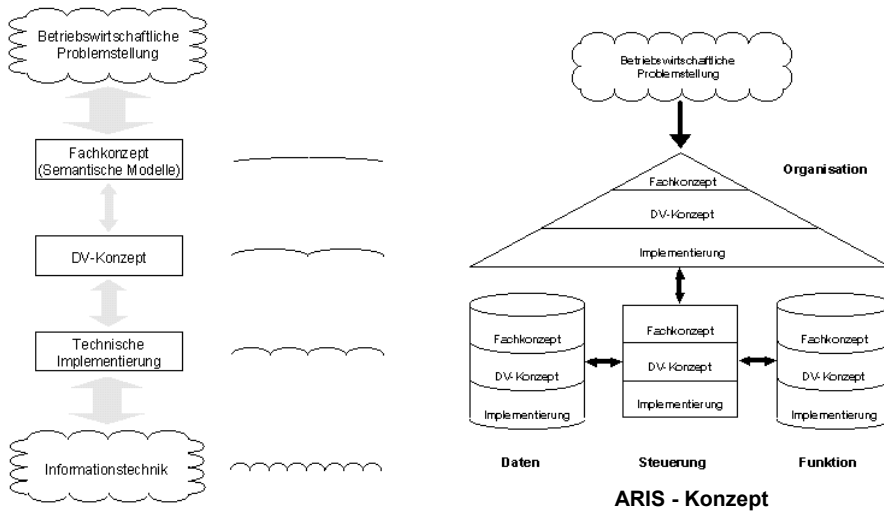 Betriebswirtschaftliche
Problemstellung
Fachkonzept
(Semantische Modelle)
DV-Konzept
Technische
Implementierung
Informationstechnik
Betriebswirtschaftliche
Problemstellung
Organisation
Fachkonzept
DV-Konzept
Implementierung
Fachkonzept
DV-Konzept
Implementierung
Daten
Fachkonzept
DV-Konzept
Implementierung
Steuerung
Fachkonzept
DV-Konzept
Implementierung
Funktion
ARIS - Konzept